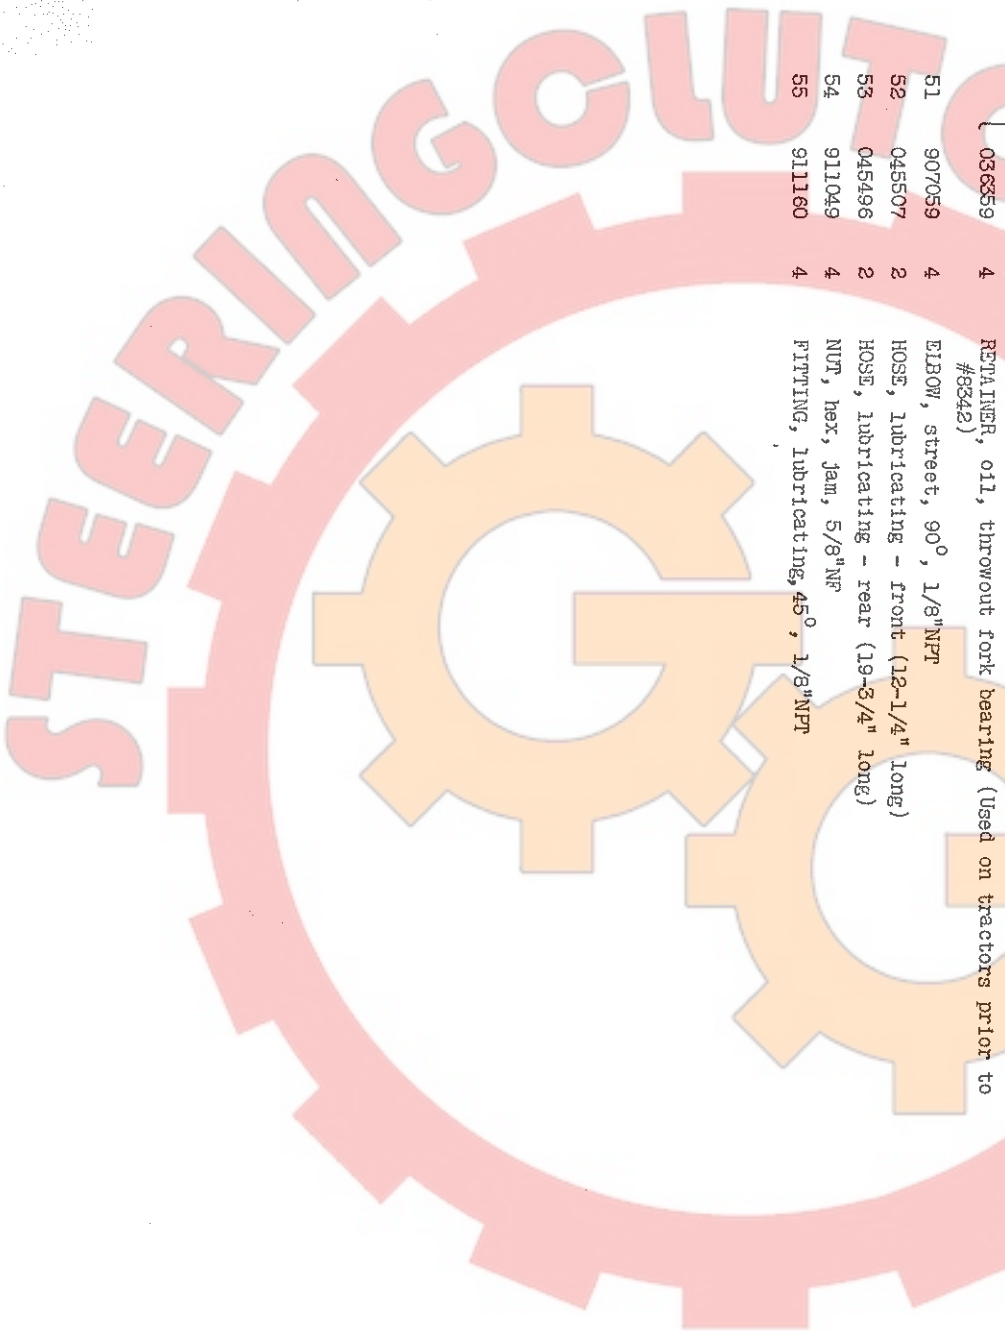 { 036359 4 RETAINER, oil, throwout fork bearing (Used on tractors prior to
#8342)
51 907059 4 ELBOW, street, 90°, 1/8"NPT
52 045507 2 HOSE, lubricating - front (12-1/4" long)
53 045496 2 HOSE, lubricating - rear (19-3/4" long)
54 911049 4 NUT, hex, jam, 5/8"NF
55 911160 4 FITTING, lubricating, 45°, 1/8"NPT
STEERINGCLUTC